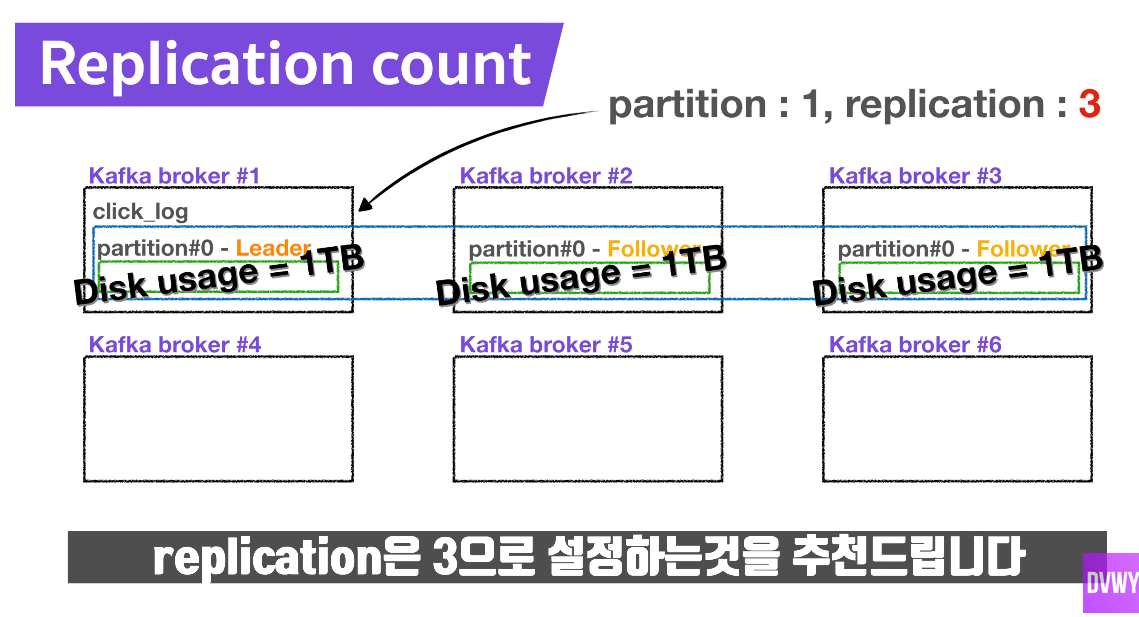 Replication count
partition : 1, replication : 3
Kafka broker #1
click_log
partition#0 - Leader
Disk usage = 1TB
Kafka broker #2
partition#0 - Follower
Disk usage = 1TB
Kafka broker #3
partition#0 - Follower
Disk usage = 1TB
Kafka broker #4
Kafka broker #5
Kafka broker #6
replication은 3으로 설정하는것을 추천드립니다
DVWY